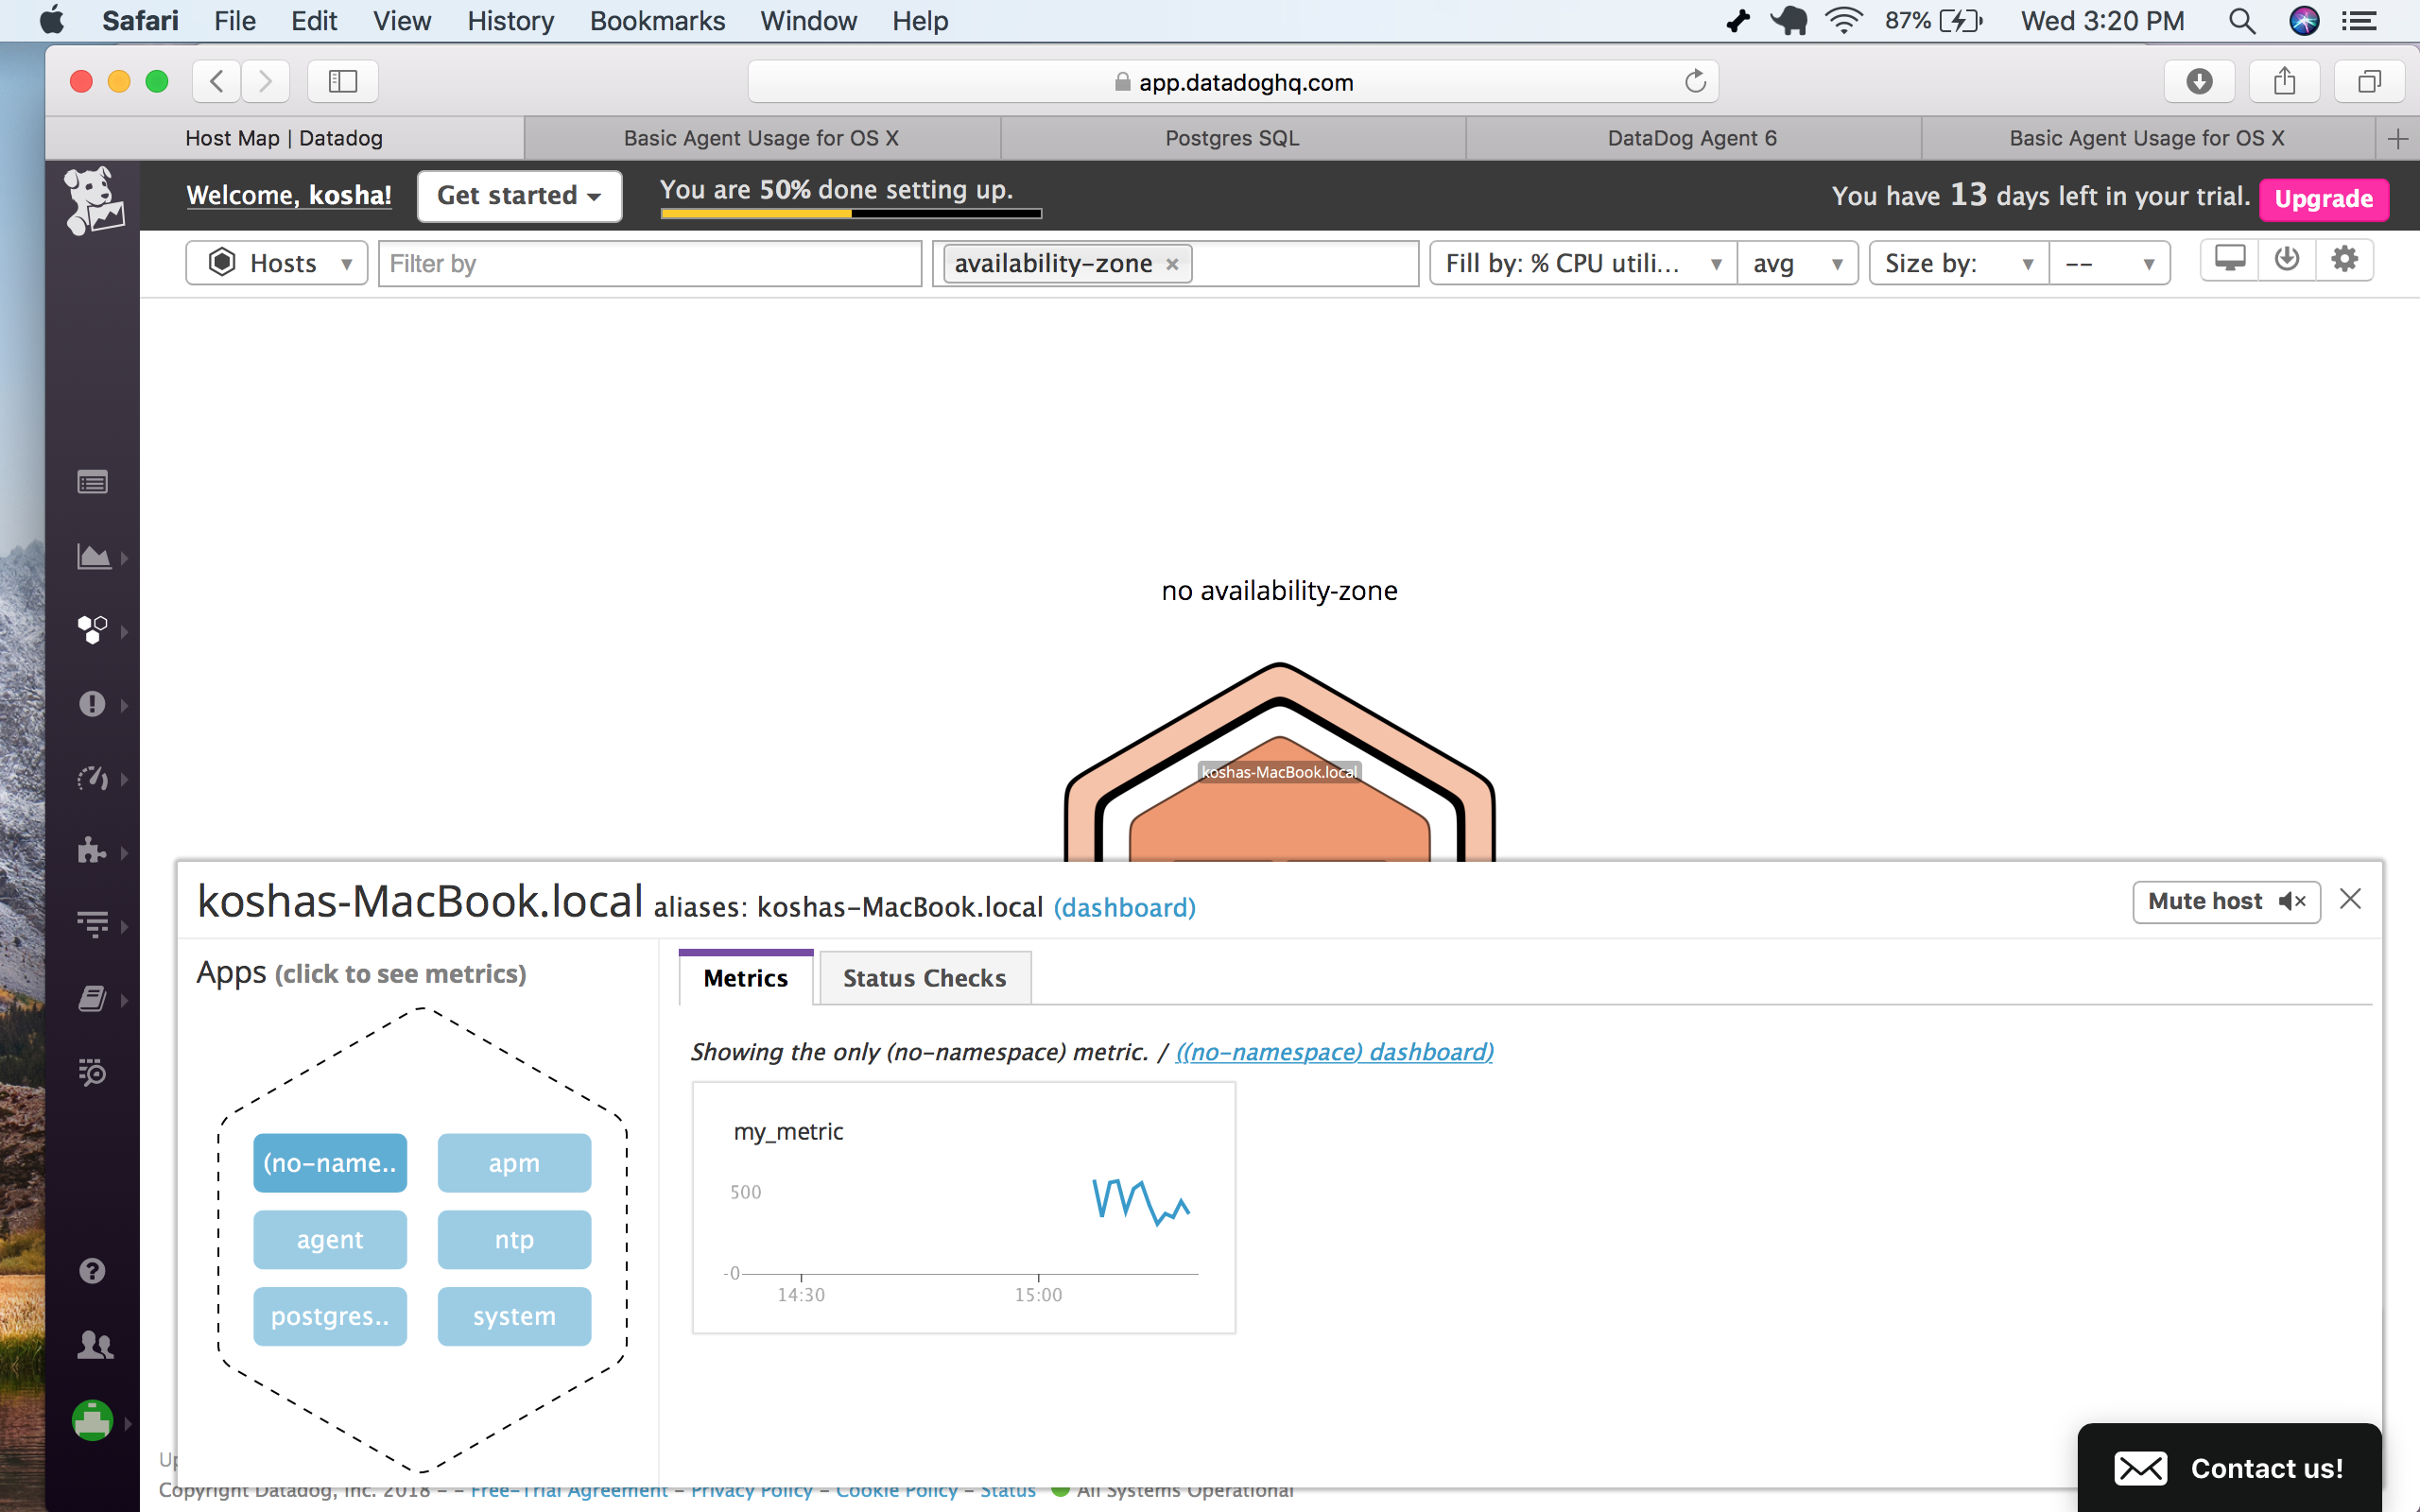 Safari File Edit View History Bookmarks Window Help 87% Wed 3:20 PM
app.datadoghq.com
Host Map | Datadog Basic Agent Usage for OS X Postgres SQL DataDog Agent 6 Basic Agent Usage for OS X
Welcome, kosha! Get started You are 50% done setting up. You have 13 days left in your trial. Upgrade
Hosts Filter by availability-zone × Fill by: % CPU utili... avg Size by: --
no availability-zone
koshas-MacBook.local
koshas-MacBook.local aliases: koshas-MacBook.local (dashboard) Mute host
Apps (click to see metrics) Metrics Status Checks
Showing the only (no-namespace) metric. / ((no-namespace) dashboard)
my_metric
(no-name.. apm
500
agent ntp
-0
14:30 15:00
postgres.. system
Contact us!
Copyright Datadog, Inc. 2018 - - Free-Trial Agreement - Privacy Policy - Cookie Policy - Status All Systems Operational